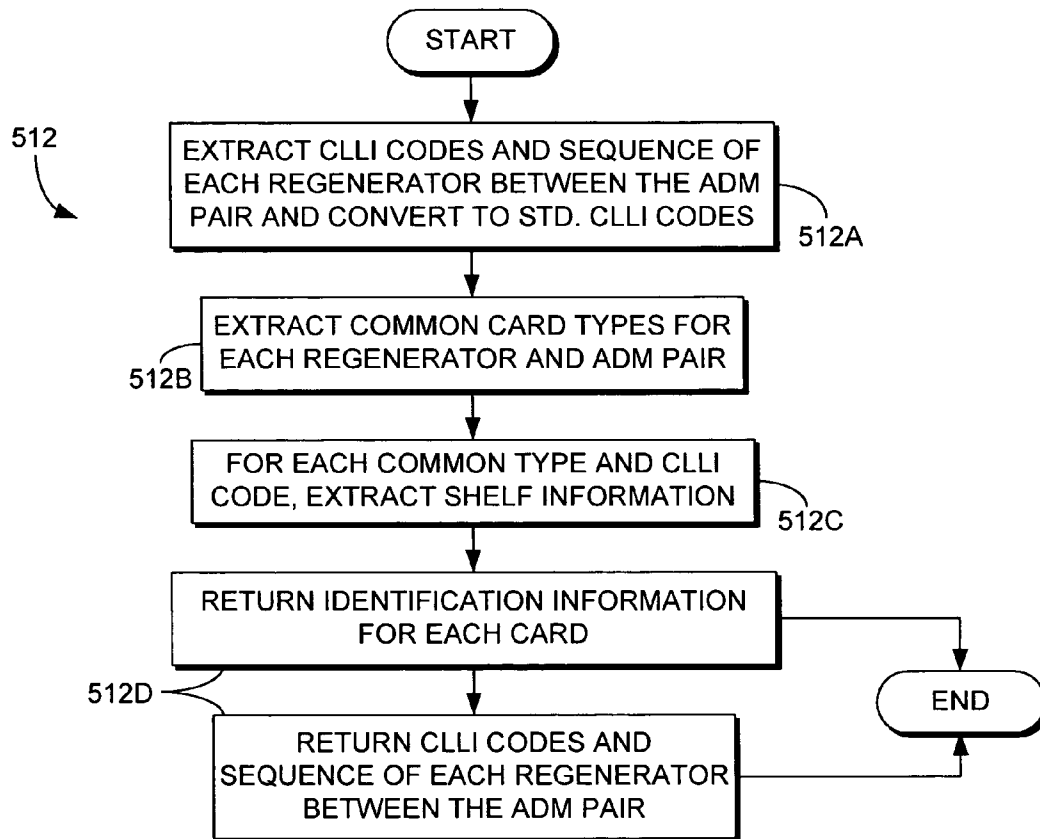 START
512
EXTRACT CLLI CODES AND SEQUENCE OF
EACH REGENERATOR BETWEEN THE ADM
PAIR AND CONVERT TO STD. CLLI CODES
512A
EXTRACT COMMON CARD TYPES FOR
EACH REGENERATOR AND ADM PAIR
512B
FOR EACH COMMON TYPE AND CLLI
CODE, EXTRACT SHELF INFORMATION
512C
RETURN IDENTIFICATION INFORMATION
FOR EACH CARD
512D
END
RETURN CLLI CODES AND
SEQUENCE OF EACH REGENERATOR
BETWEEN THE ADM PAIR